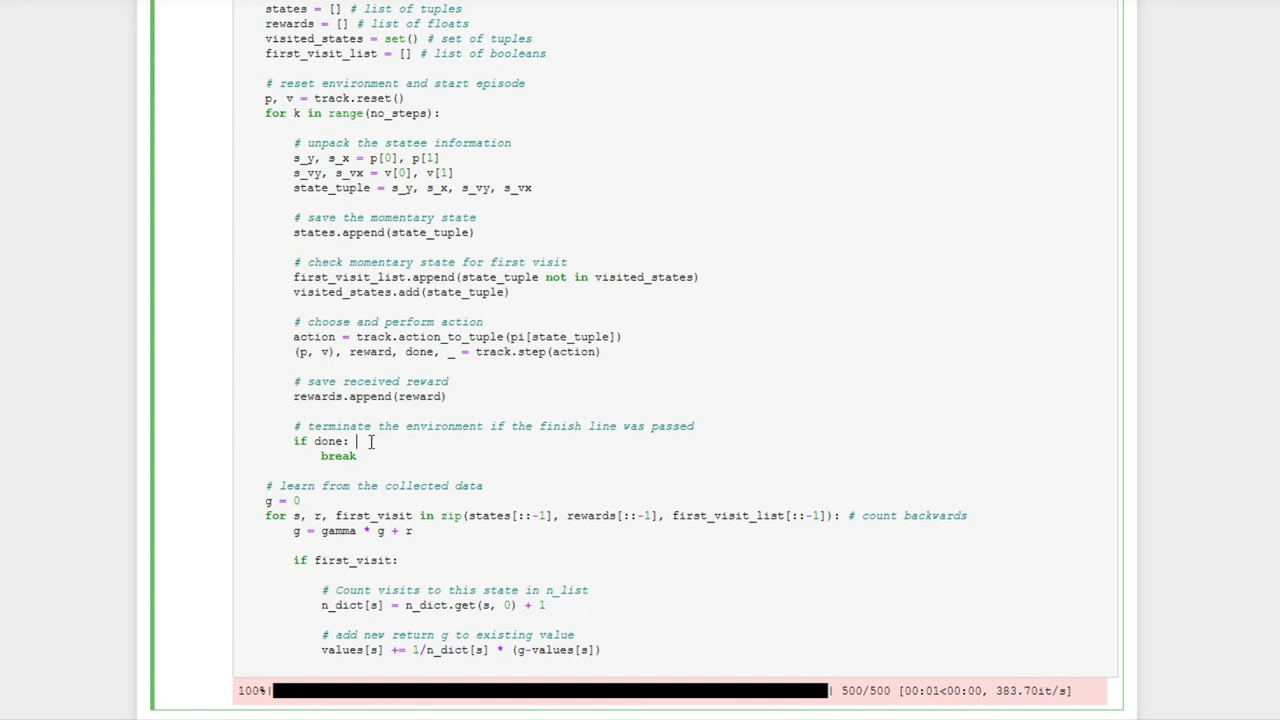 states = [] # list of tuples
rewards = [] # list of floats
visited_states = set() # set of tuples
first_visit_list = [] # list of booleans
# reset environment and start episode
p, v = track.reset()
for k in range(no_steps):
# unpack the statee information
s_y, s_x = p[0], p[1]
s_vy, s_vx = v[0], v[1]
state_tuple = s_y, s_x, s_vy, s_vx
# save the momentary state
states.append(state_tuple)
# check momentary state for first visit
first_visit_list.append(state_tuple not in visited_states)
visited_states.add(state_tuple)
# choose and perform action
action = track.action_to_tuple(pi[state_tuple])
(p, v), reward, done, _ = track.step(action)
# save received reward
rewards.append(reward)
# terminate the environment if the finish line was passed
if done:
break
# learn from the collected data
g = 0
for s, r, first_visit in zip(states[::-1], rewards[::-1], first_visit_list[::-1]): # count backwards
g = gamma * g + r
if first_visit:
# Count visits to this state in n_list
n_dict[s] = n_dict.get(s, 0) + 1
# add new return g to existing value
values[s] += 1/n_dict[s] * (g-values[s])
100%| | 500/500 [00:01<00:00, 383.70it/s]